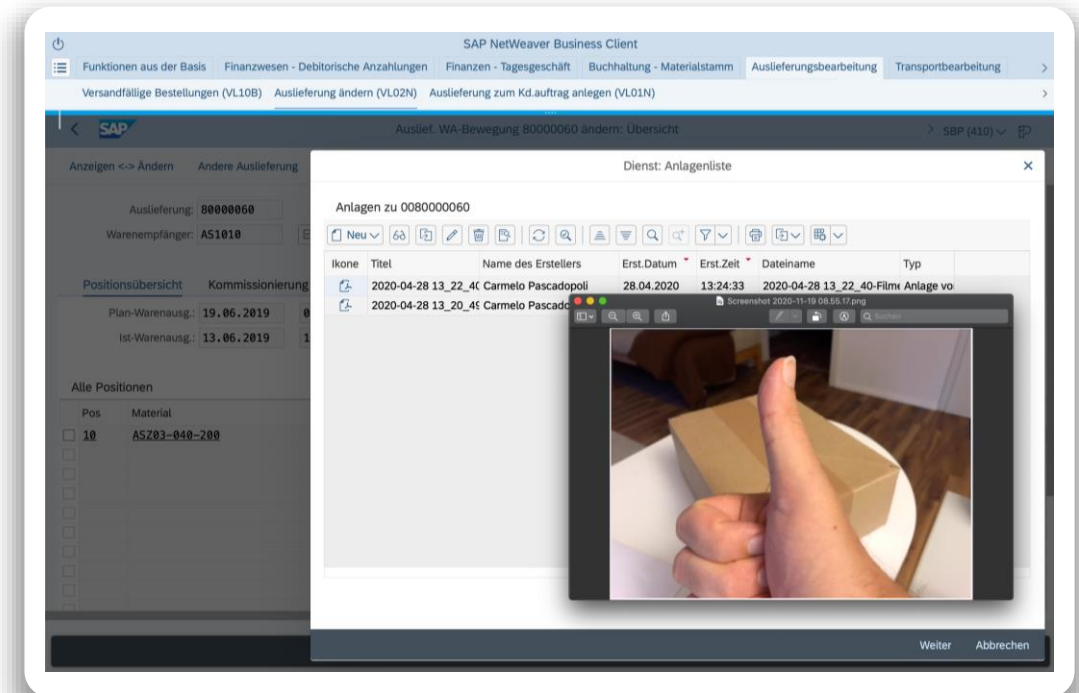 SAP NetWeaver Business Client
Funktionen aus der Basis Finanzwesen - Debitorische Anzahlungen Finanzen - Tagesgeschäft Buchhaltung - Materialstamm Auslieferungsbearbeitung Transportbearbeitung
Versandfällige Bestellungen (VL10B) Auslieferung ändern (VL02N) Auslieferung zum Kd.auftrag anlegen (VL01N)
SAP Auslief. WA-Bewegung 80000060 ändern: Übersicht SBP (410)
Anzeigen <-> Ändern Andere Auslieferung
Dienst: Anlagenliste
Auslieferung: 80000060
Warenempfänger: AS1010
Anlagen zu 0080000060
Neu
Ikone Titel Name des Erstellers Erst.Datum Erst.Zeit Dateiname Typ
2020-04-28 13_22_40 Carmelo Pascadopoli 28.04.2020 13:24:33 2020-04-28 13_22_40-Filme Anlage vo
2020-04-28 13_20_49 Carmelo Pascado
Positionsübersicht Kommissionierung
Plan-Warenausg.: 19.06.2019 0
Ist-Warenausg.: 13.06.2019 1
Screenshot 2020-11-19 08.55.17.png
Suchen
Alle Positionen
Pos Material
10 ASZ03-040-200
Weiter Abbrechen